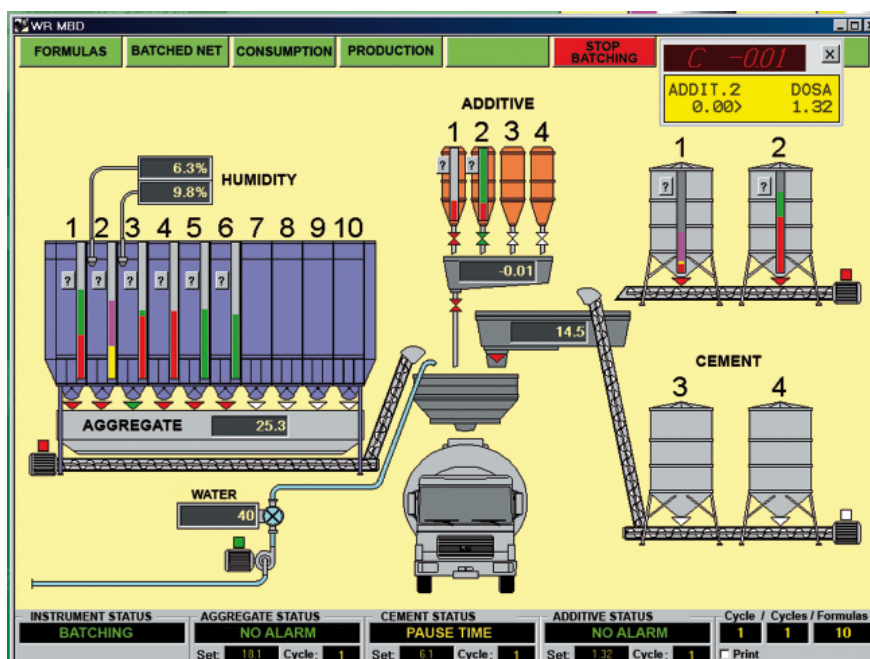 WR MBD
FORMULAS
BATCHED NET
CONSUMPTION
PRODUCTION
STOP
BATCHING
C -0.01
X
ADDIT.2 DOSA
0.00> 1.32
ADDITIVE
1 2 3 4
? ?
-0.01
6.3%
9.8%
HUMIDITY
1 2 3 4 5 6 7 8 9 10
? ? ? ? ? ?
AGGREGATE
25.3
14.5
1 2
? ?
CEMENT
3 4
WATER
40
INSTRUMENT STATUS
BATCHING
AGGREGATE STATUS
NO ALARM
Set: 18.1 Cycle: 1
CEMENT STATUS
PAUSE TIME
Set: 6.1 Cycle: 1
ADDITIVE STATUS
NO ALARM
Set: 1.32 Cycle: 1
Cycle / Cycles / Formulas
1 1 10
Print